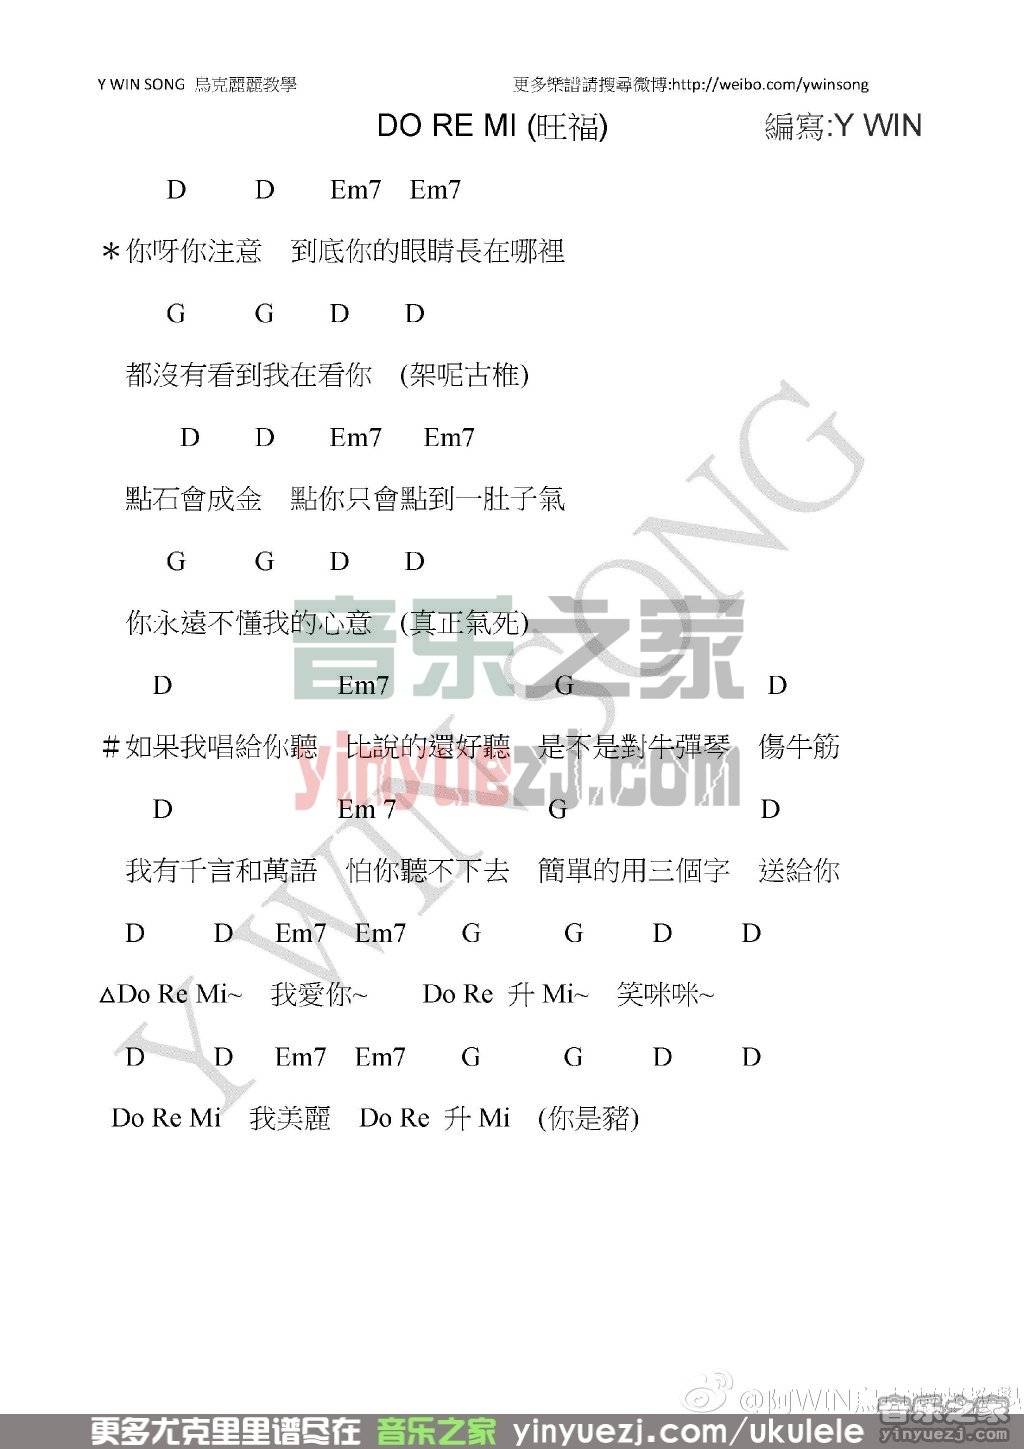 Y WIN SONG 烏克麗麗教學 更多樂譜請搜尋微博:http://weibo.com/ywinsong
DO RE MI (旺福) 編寫:Y WIN
D D Em7 Em7
＊你呀你注意 到底你的眼睛長在哪裡
G G D D
都沒有看到我在看你 (架呢古椎)
D D Em7 Em7
點石會成金 點你只會點到一肚子氣
G G D D
你永遠不懂我的心意 (真正氣死)
D Em7 G D
＃如果我唱給你聽 比說的還好聽 是不是對牛彈琴 傷牛筋
D Em 7 G D
我有千言和萬語 怕你聽不下去 簡單的用三個字 送給你
D D Em7 Em7 G G D D
△Do Re Mi~ 我愛你~ Do Re 升 Mi~ 笑咪咪~
D D Em7 Em7 G G D D
Do Re Mi 我美麗 Do Re 升 Mi (你是豬)
Y WIN SONG
音乐之家
yinyuezj.com
音乐之家
yinyuezj.com
更多尤克里里谱尽在 音乐之家 yinyuezj.com/ukulele